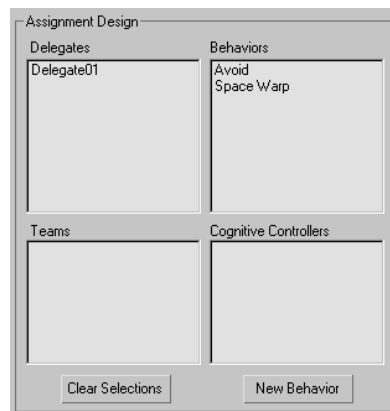 Assignment Design
Delegates
Behaviors
Delegate01
Avoid
Space Warp
Teams
Cognitive Controllers
Clear Selections
New Behavior